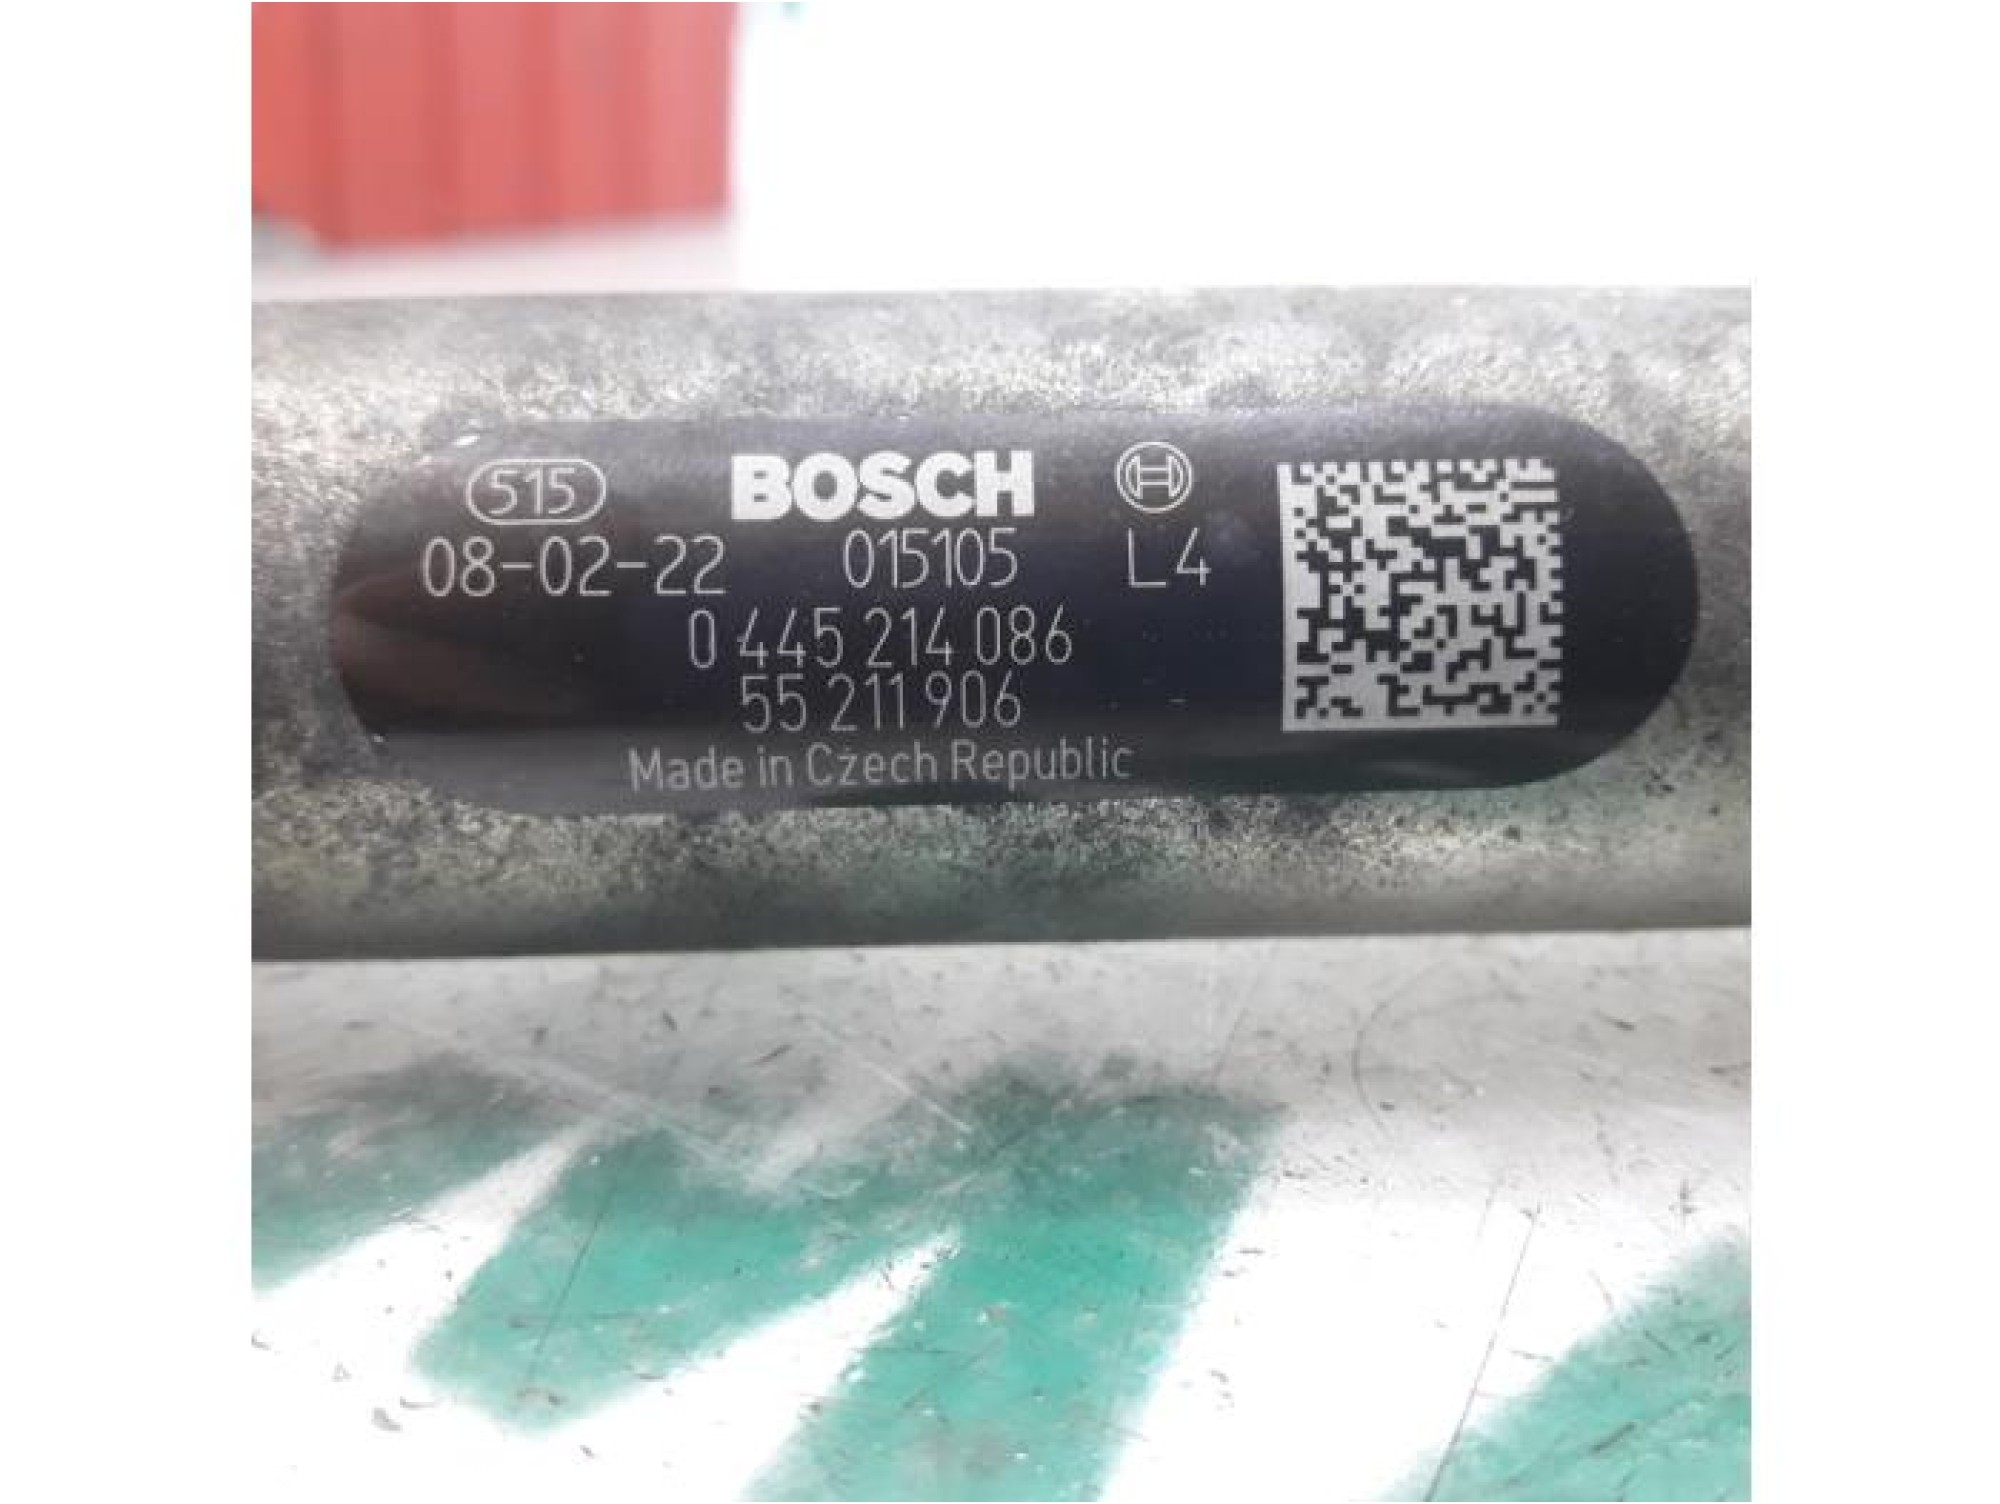 515 BOSCH
08-02-22 015105 L4
0 445 214 086
55 211 906
Made in Czech Republic